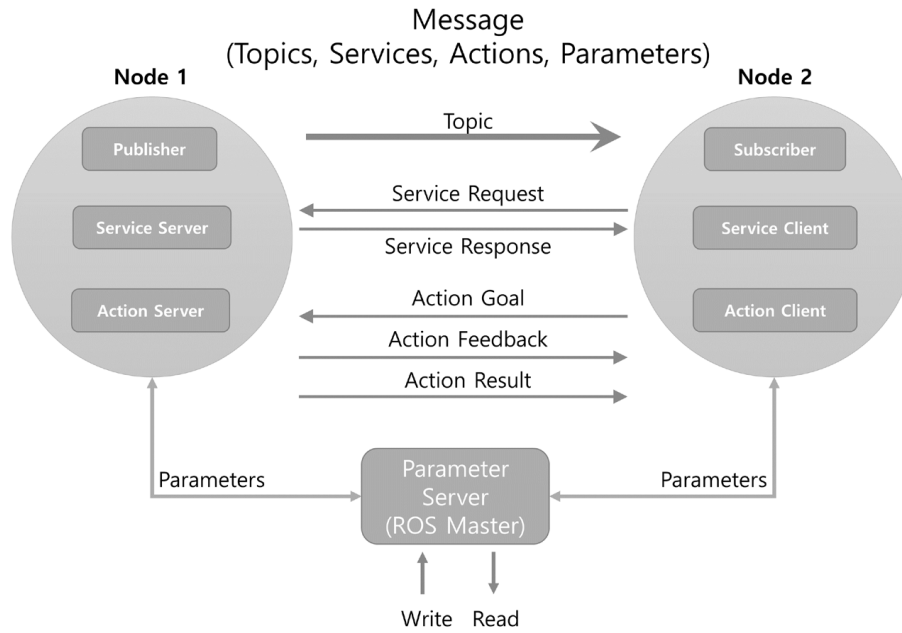 Message
(Topics, Services, Actions, Parameters)
Node 1
Node 2
Topic
Publisher
Subscriber
Service Request
Service Server
Service Client
Service Response
Action Goal
Action Server
Action Client
Action Feedback
Action Result
Parameters
Parameter
Server
(ROS Master)
Parameters
Write
Read